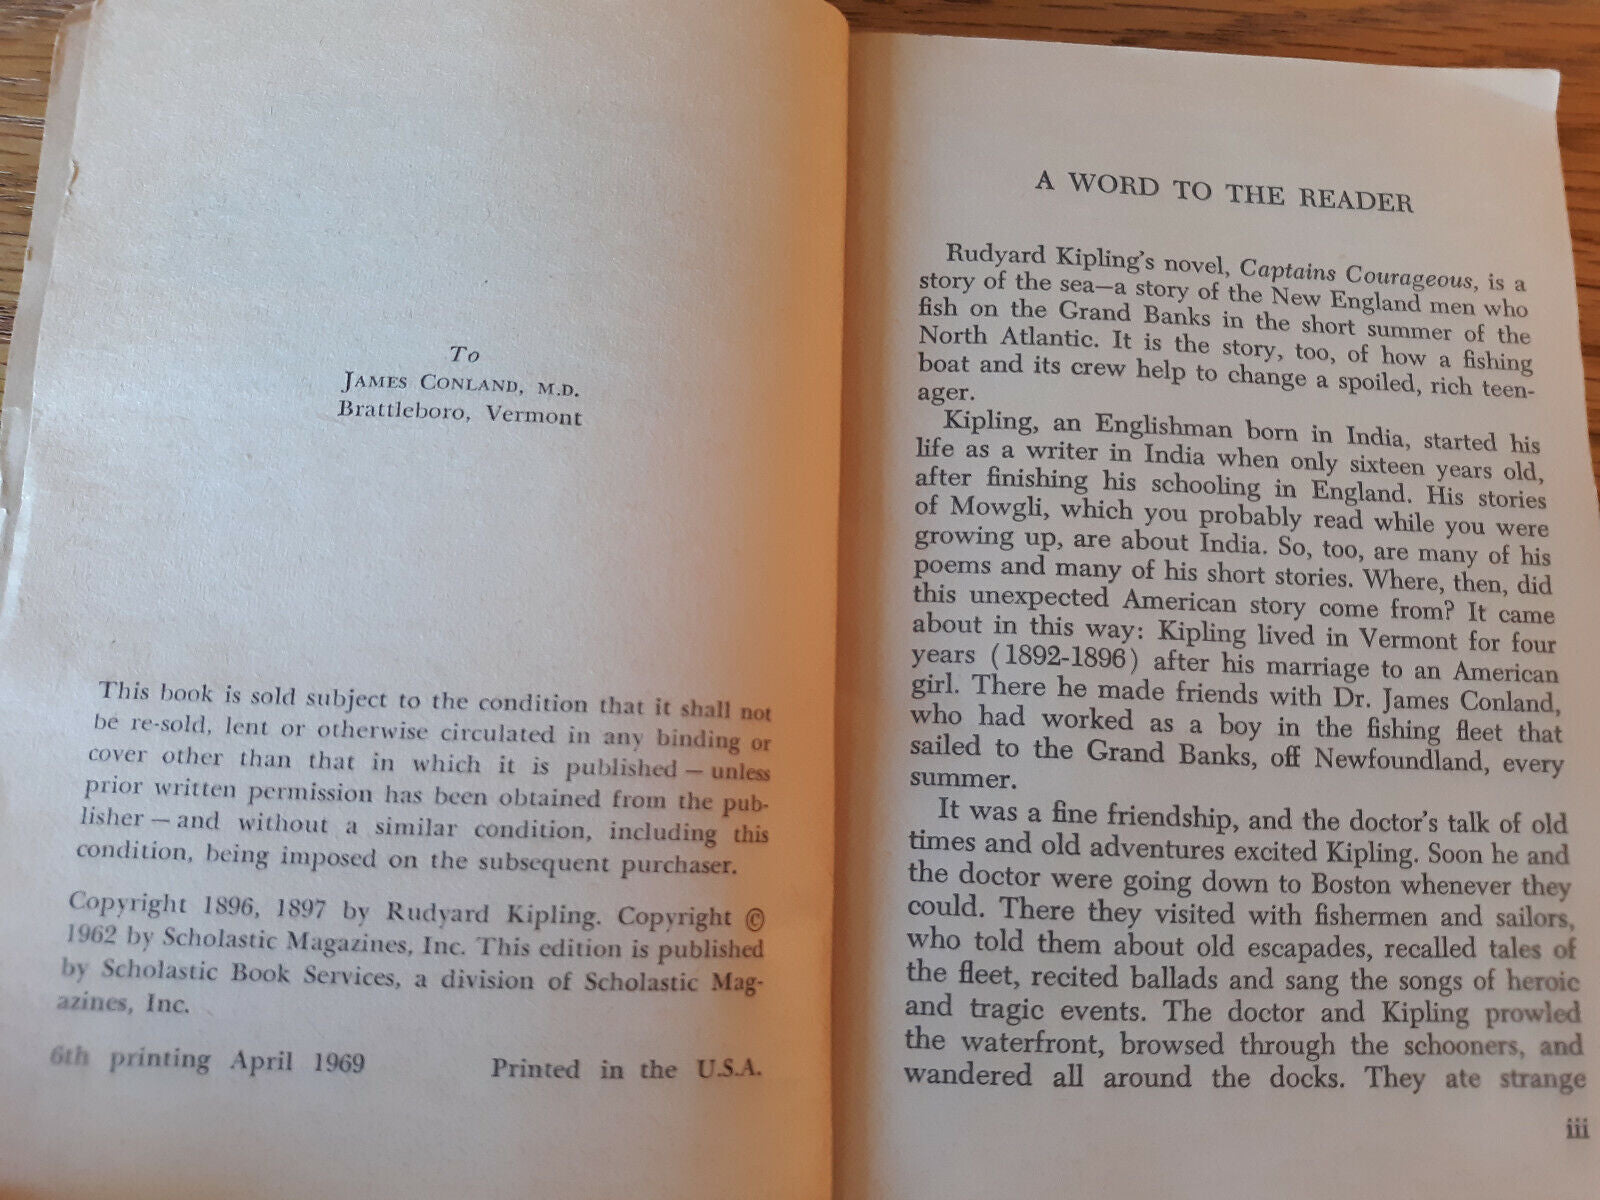 To
JAMES CONLAND, M.D.
Brattleboro, Vermont
This book is sold subject to the condition that it shall not
be re-sold, lent or otherwise circulated in any binding or
cover other than that in which it is published — unless
prior written permission has been obtained from the pub-
lisher — and without a similar condition, including this
condition, being imposed on the subsequent purchaser.
Copyright 1896, 1897 by Rudyard Kipling. Copyright ©
1962 by Scholastic Magazines, Inc. This edition is published
by Scholastic Book Services, a division of Scholastic Mag-
azines, Inc.
6th printing April 1969 Printed in the U.S.A.
A WORD TO THE READER
Rudyard Kipling's novel, Captains Courageous, is a
story of the sea—a story of the New England men who
fish on the Grand Banks in the short summer of the
North Atlantic. It is the story, too, of how a fishing
boat and its crew help to change a spoiled, rich teen-
ager.
Kipling, an Englishman born in India, started his
life as a writer in India when only sixteen years old,
after finishing his schooling in England. His stories
of Mowgli, which you probably read while you were
growing up, are about India. So, too, are many of his
poems and many of his short stories. Where, then, did
this unexpected American story come from? It came
about in this way: Kipling lived in Vermont for four
years (1892-1896) after his marriage to an American
girl. There he made friends with Dr. James Conland,
who had worked as a boy in the fishing fleet that
sailed to the Grand Banks, off Newfoundland, every
summer.
It was a fine friendship, and the doctor's talk of old
times and old adventures excited Kipling. Soon he and
the doctor were going down to Boston whenever they
could. There they visited with fishermen and sailors,
who told them about old escapades, recalled tales of
the fleet, recited ballads and sang the songs of heroic
and tragic events. The doctor and Kipling prowled
the waterfront, browsed through the schooners, and
wandered all around the docks. They ate strange
iii